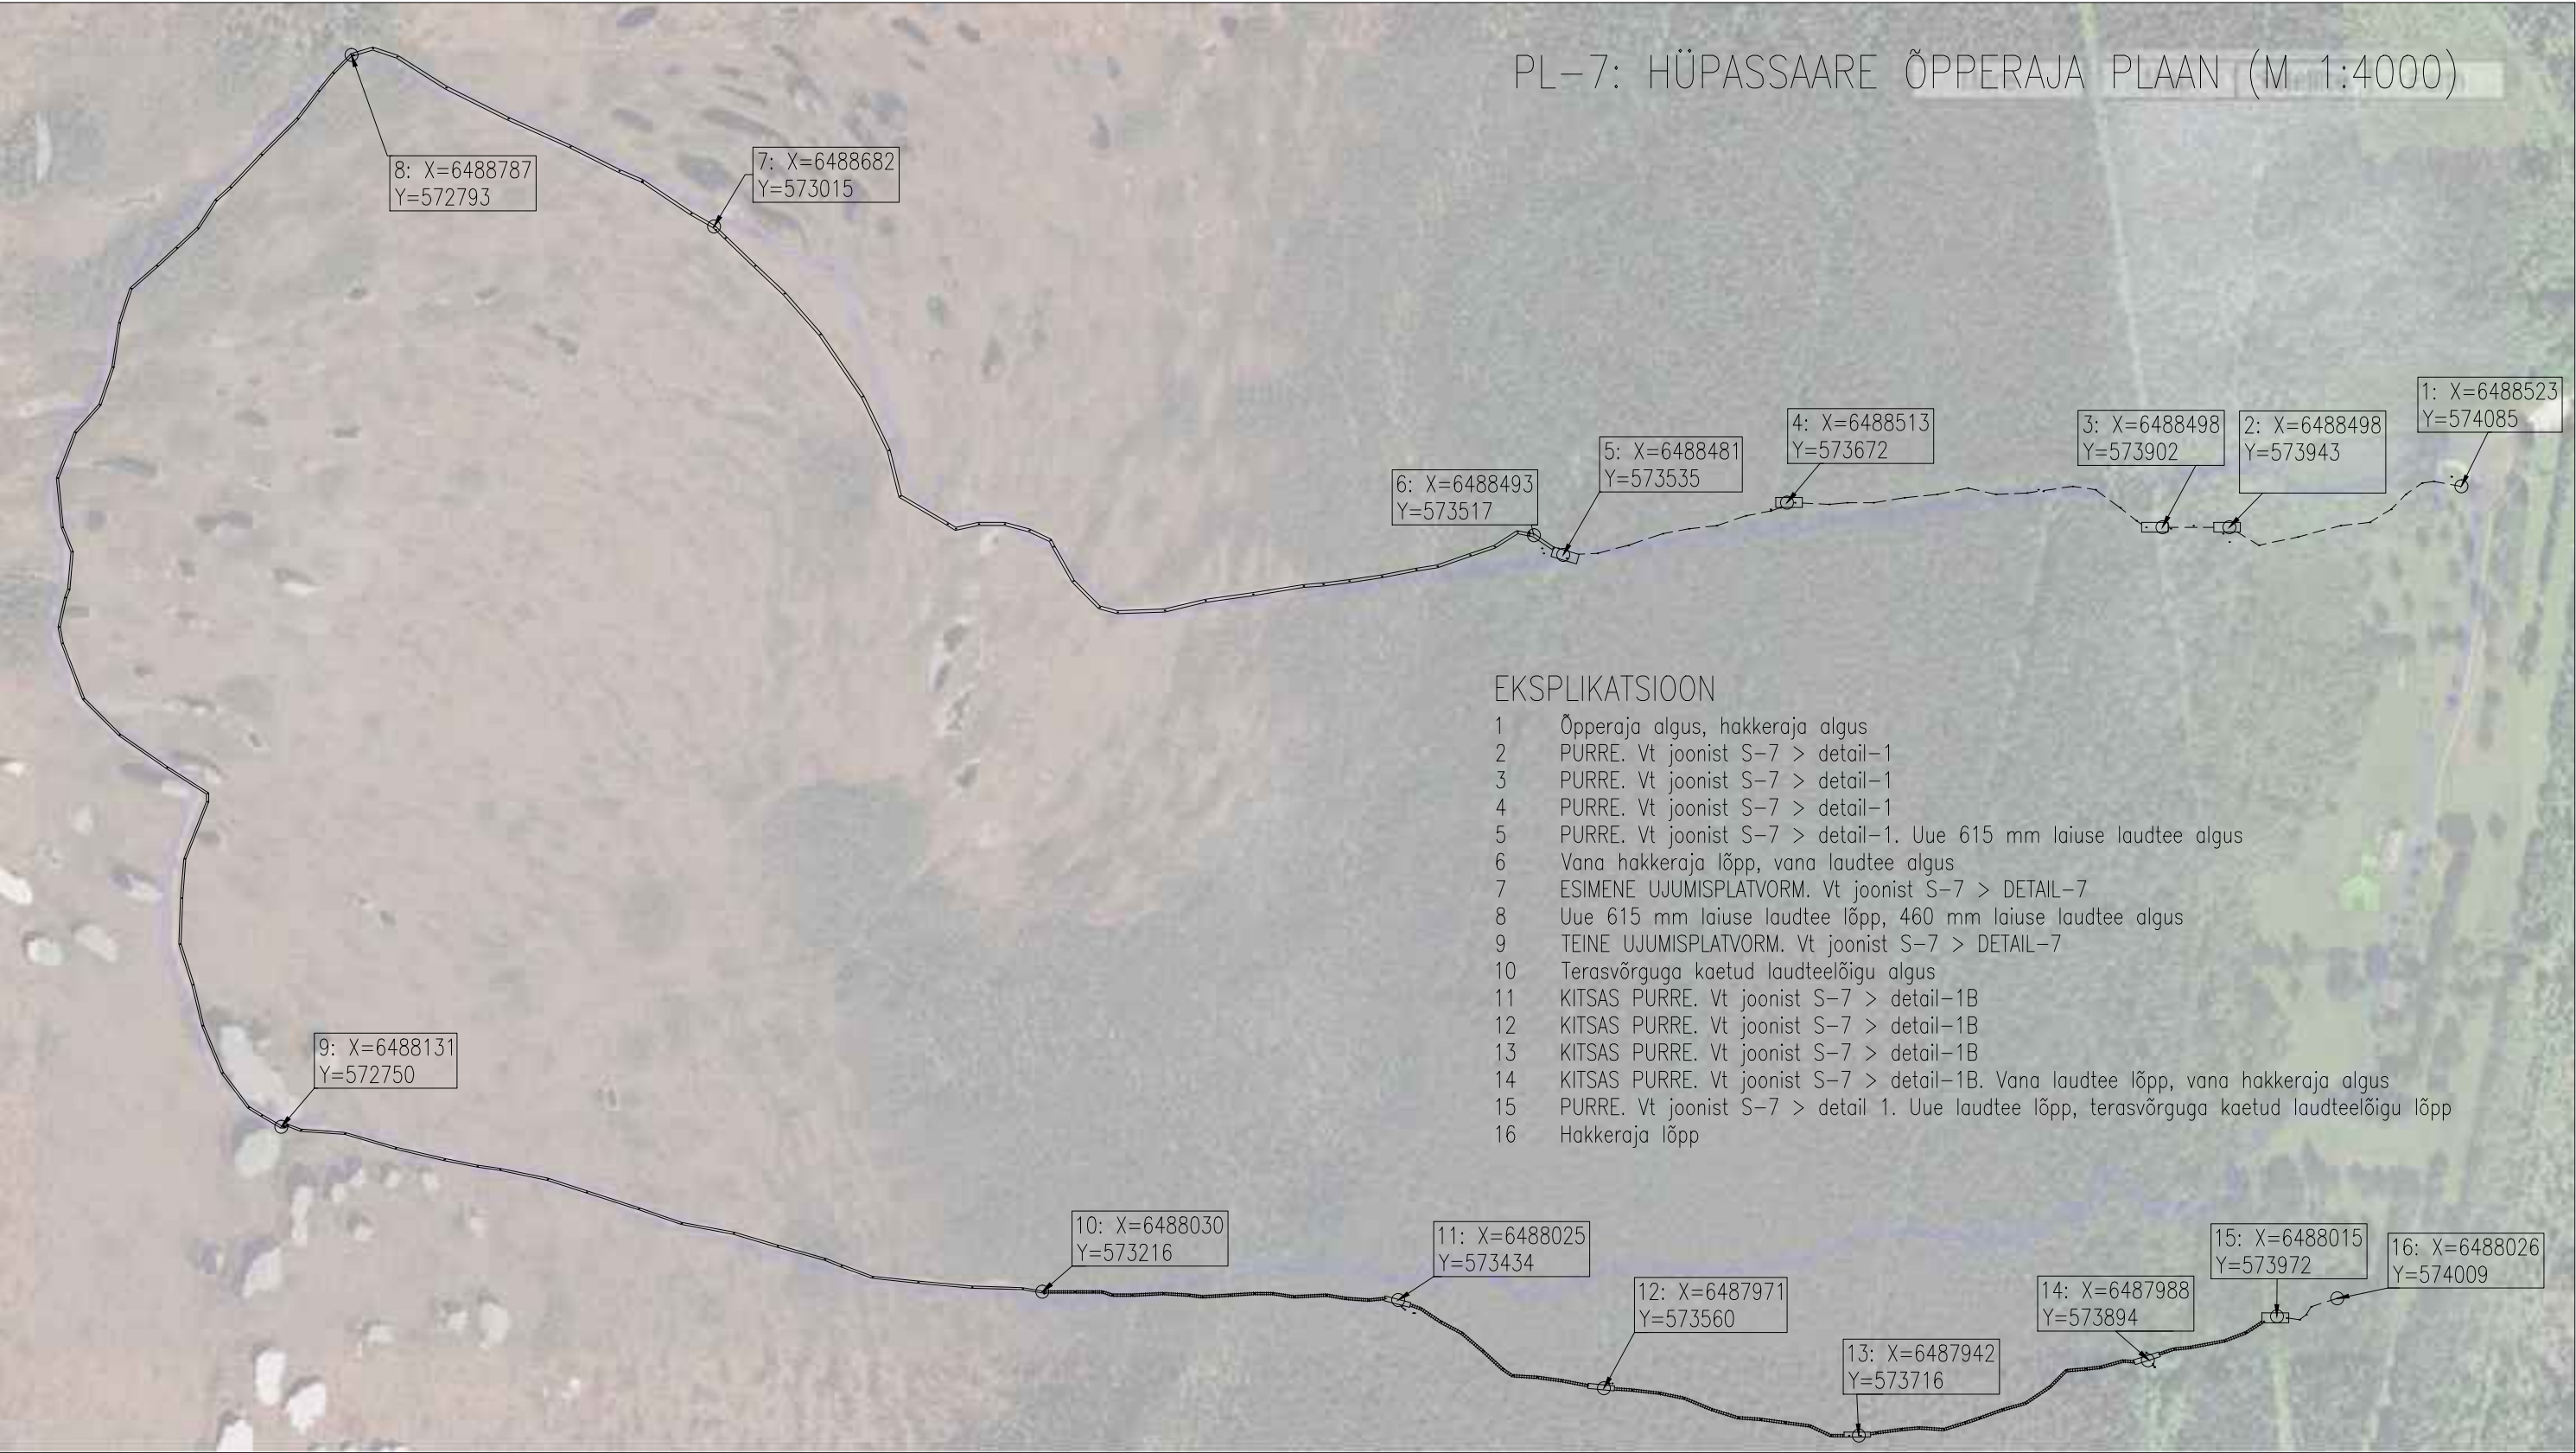 PL-7: HÜPASSAARE ÕPPERAJA PLAAN (M 1:4000)
8: X=6488787
Y=572793
7: X=6488682
Y=573015
6: X=6488493
Y=573517
5: X=6488481
Y=573535
4: X=6488513
Y=573672
3: X=6488498
Y=573902
2: X=6488498
Y=573943
1: X=6488523
Y=574085
EKSPLIKATSIOON
1 Õpperaja algus, hakkeraja algus
2 PURRE. Vt joonist S-7 > detail-1
3 PURRE. Vt joonist S-7 > detail-1
4 PURRE. Vt joonist S-7 > detail-1
5 PURRE. Vt joonist S-7 > detail-1. Uue 615 mm laiuse laudtee algus
6 Vana hakkeraja lõpp, vana laudtee algus
7 ESIMENE UJUMISPLATVORM. Vt joonist S-7 > DETAIL-7
8 Uue 615 mm laiuse laudtee lõpp, 460 mm laiuse laudtee algus
9 TEINE UJUMISPLATVORM. Vt joonist S-7 > DETAIL-7
10 Terasvõrguga kaetud laudteelõigu algus
11 KITSAS PURRE. Vt joonist S-7 > detail-1B
12 KITSAS PURRE. Vt joonist S-7 > detail-1B
13 KITSAS PURRE. Vt joonist S-7 > detail-1B
14 KITSAS PURRE. Vt joonist S-7 > detail-1B. Vana laudtee lõpp, vana hakkeraja algus
15 PURRE. Vt joonist S-7 > detail 1. Uue laudtee lõpp, terasvõrguga kaetud laudteelõigu lõpp
16 Hakkeraja lõpp
9: X=6488131
Y=572750
10: X=6488030
Y=573216
11: X=6488025
Y=573434
12: X=6487971
Y=573560
13: X=6487942
Y=573716
14: X=6487988
Y=573894
15: X=6488015
Y=573972
16: X=6488026
Y=574009